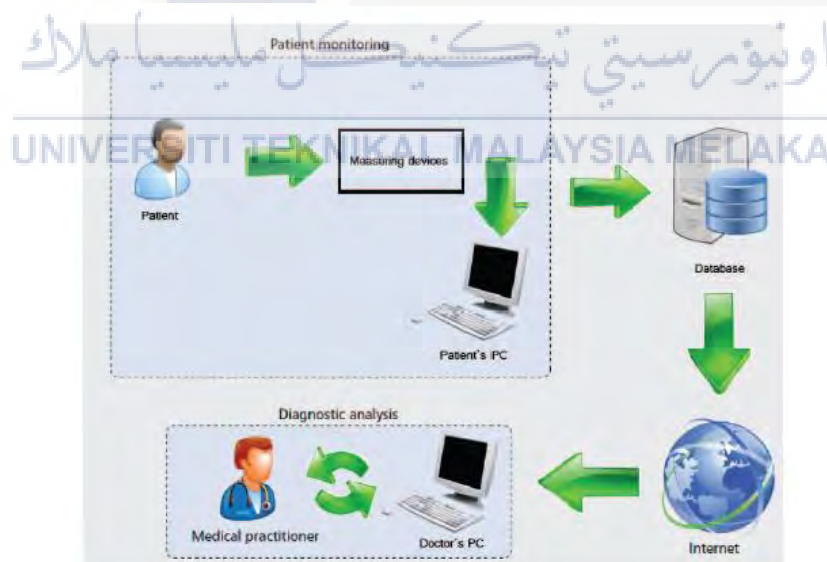 اونيۏرسيتي تيكنيكل مليسيا ملاك
UNIVERSITI TEKNIKAL MALAYSIA MELAKA
Patient monitoring
Patient
Measuring devices
Patient's PC
Database
Internet
Diagnostic analysis
Medical practitioner
Doctor's PC